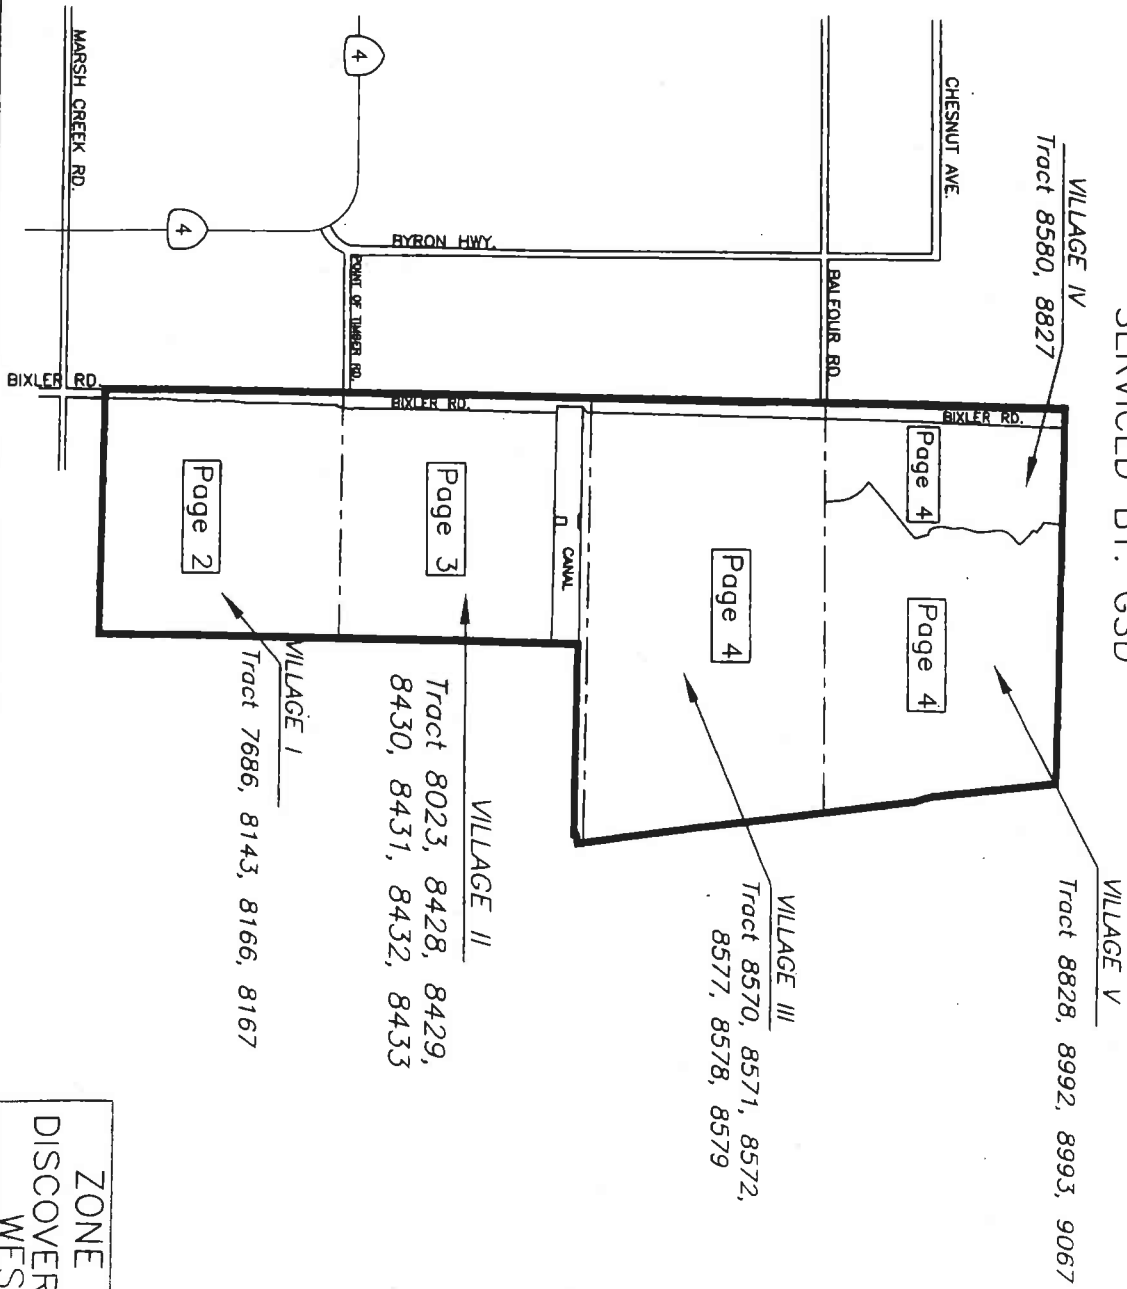 SERVICED BY: GSD
VILLAGE IV
Tract 8580, 8827
VILLAGE V
Tract 8828, 8992, 8993, 9067
CHESNUT AVE.
BALFOUR RD.
BYRON HWY.
POINT OF TIMBER RD.
4
4
MARSH CREEK RD.
BIXLER RD.
BIXLER RD.
BIXLER RD.
Page 4
Page 4
Page 4
CANAL
Page 3
Page 2
VILLAGE III
Tract 8570, 8571, 8572,
8577, 8578, 8579
VILLAGE II
Tract 8023, 8428, 8429,
8430, 8431, 8432, 8433
VILLAGE I
Tract 7686, 8143, 8166, 8167
ZONE
DISCOVER
WES